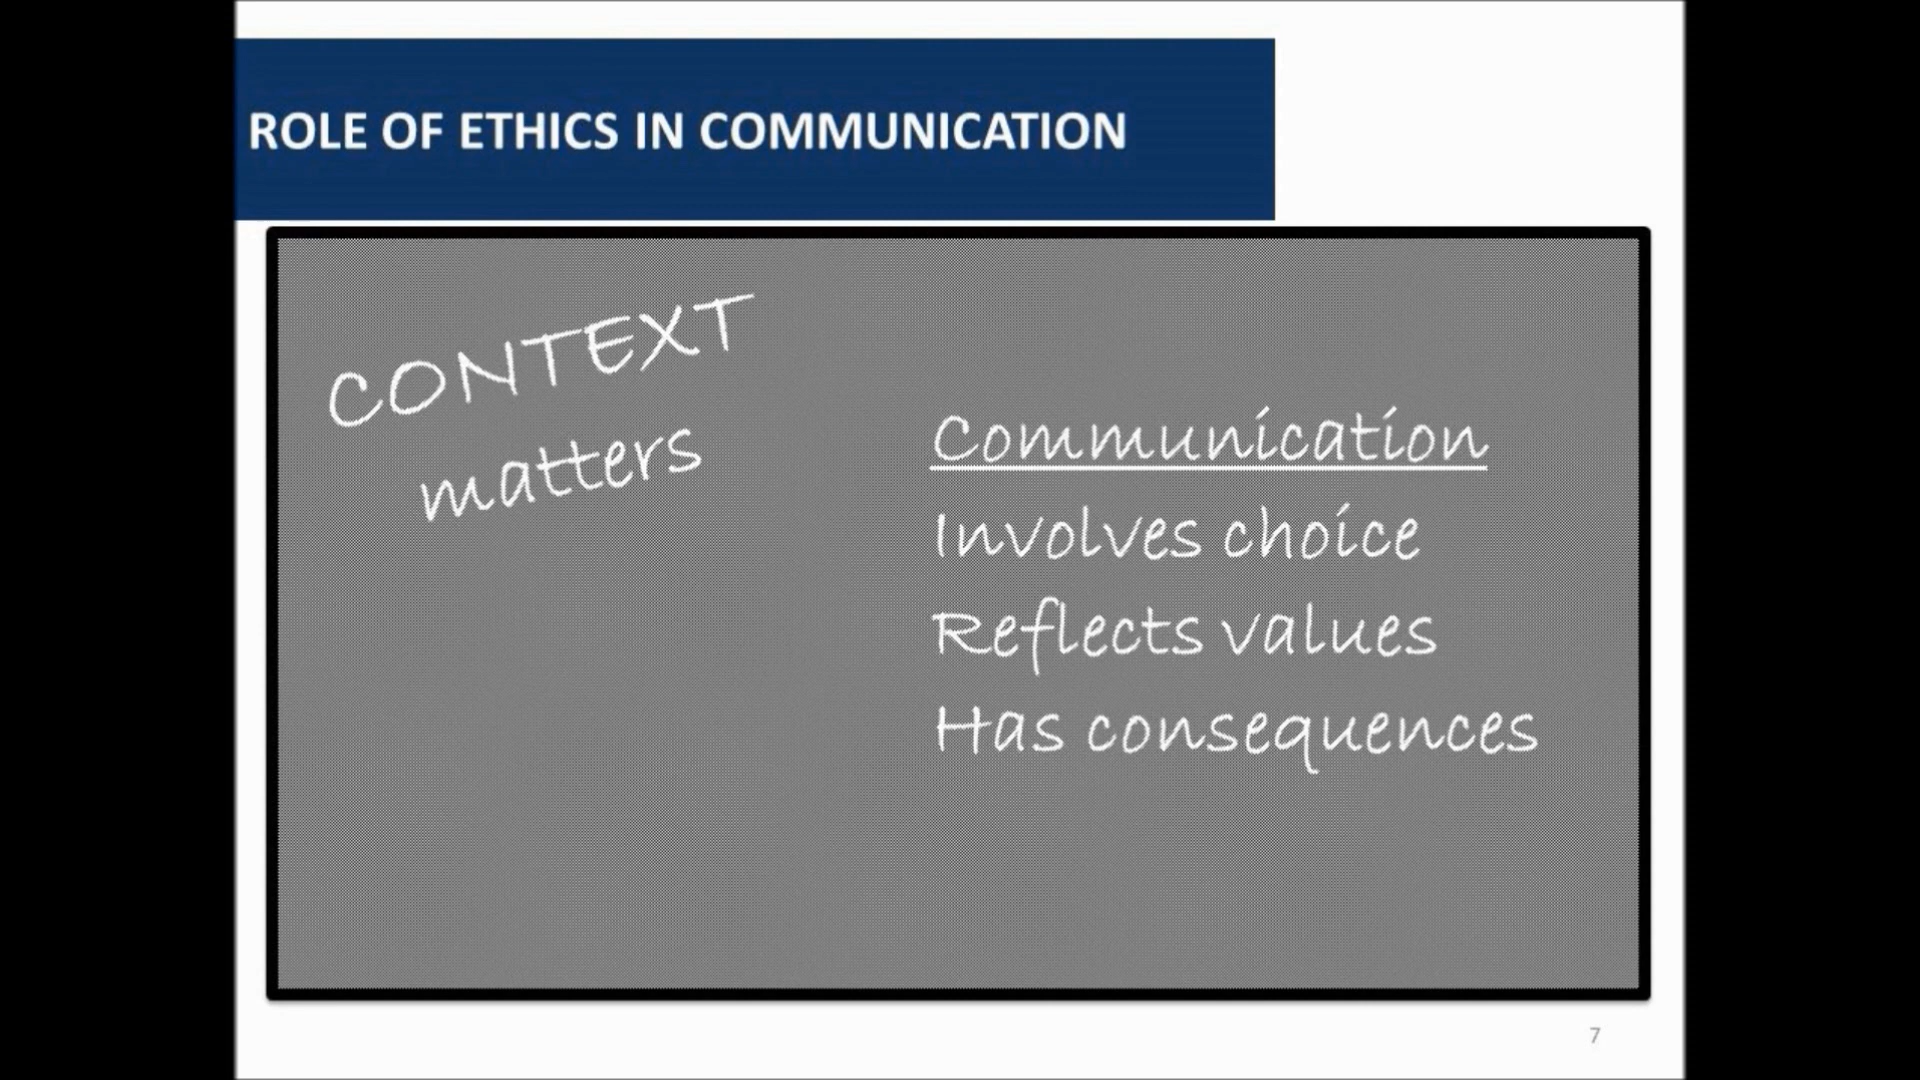 ROLE OF ETHICS IN COMMUNICATION
CONTEXT
matters
Communication
Involves choice
Reflects values
Has consequences
7